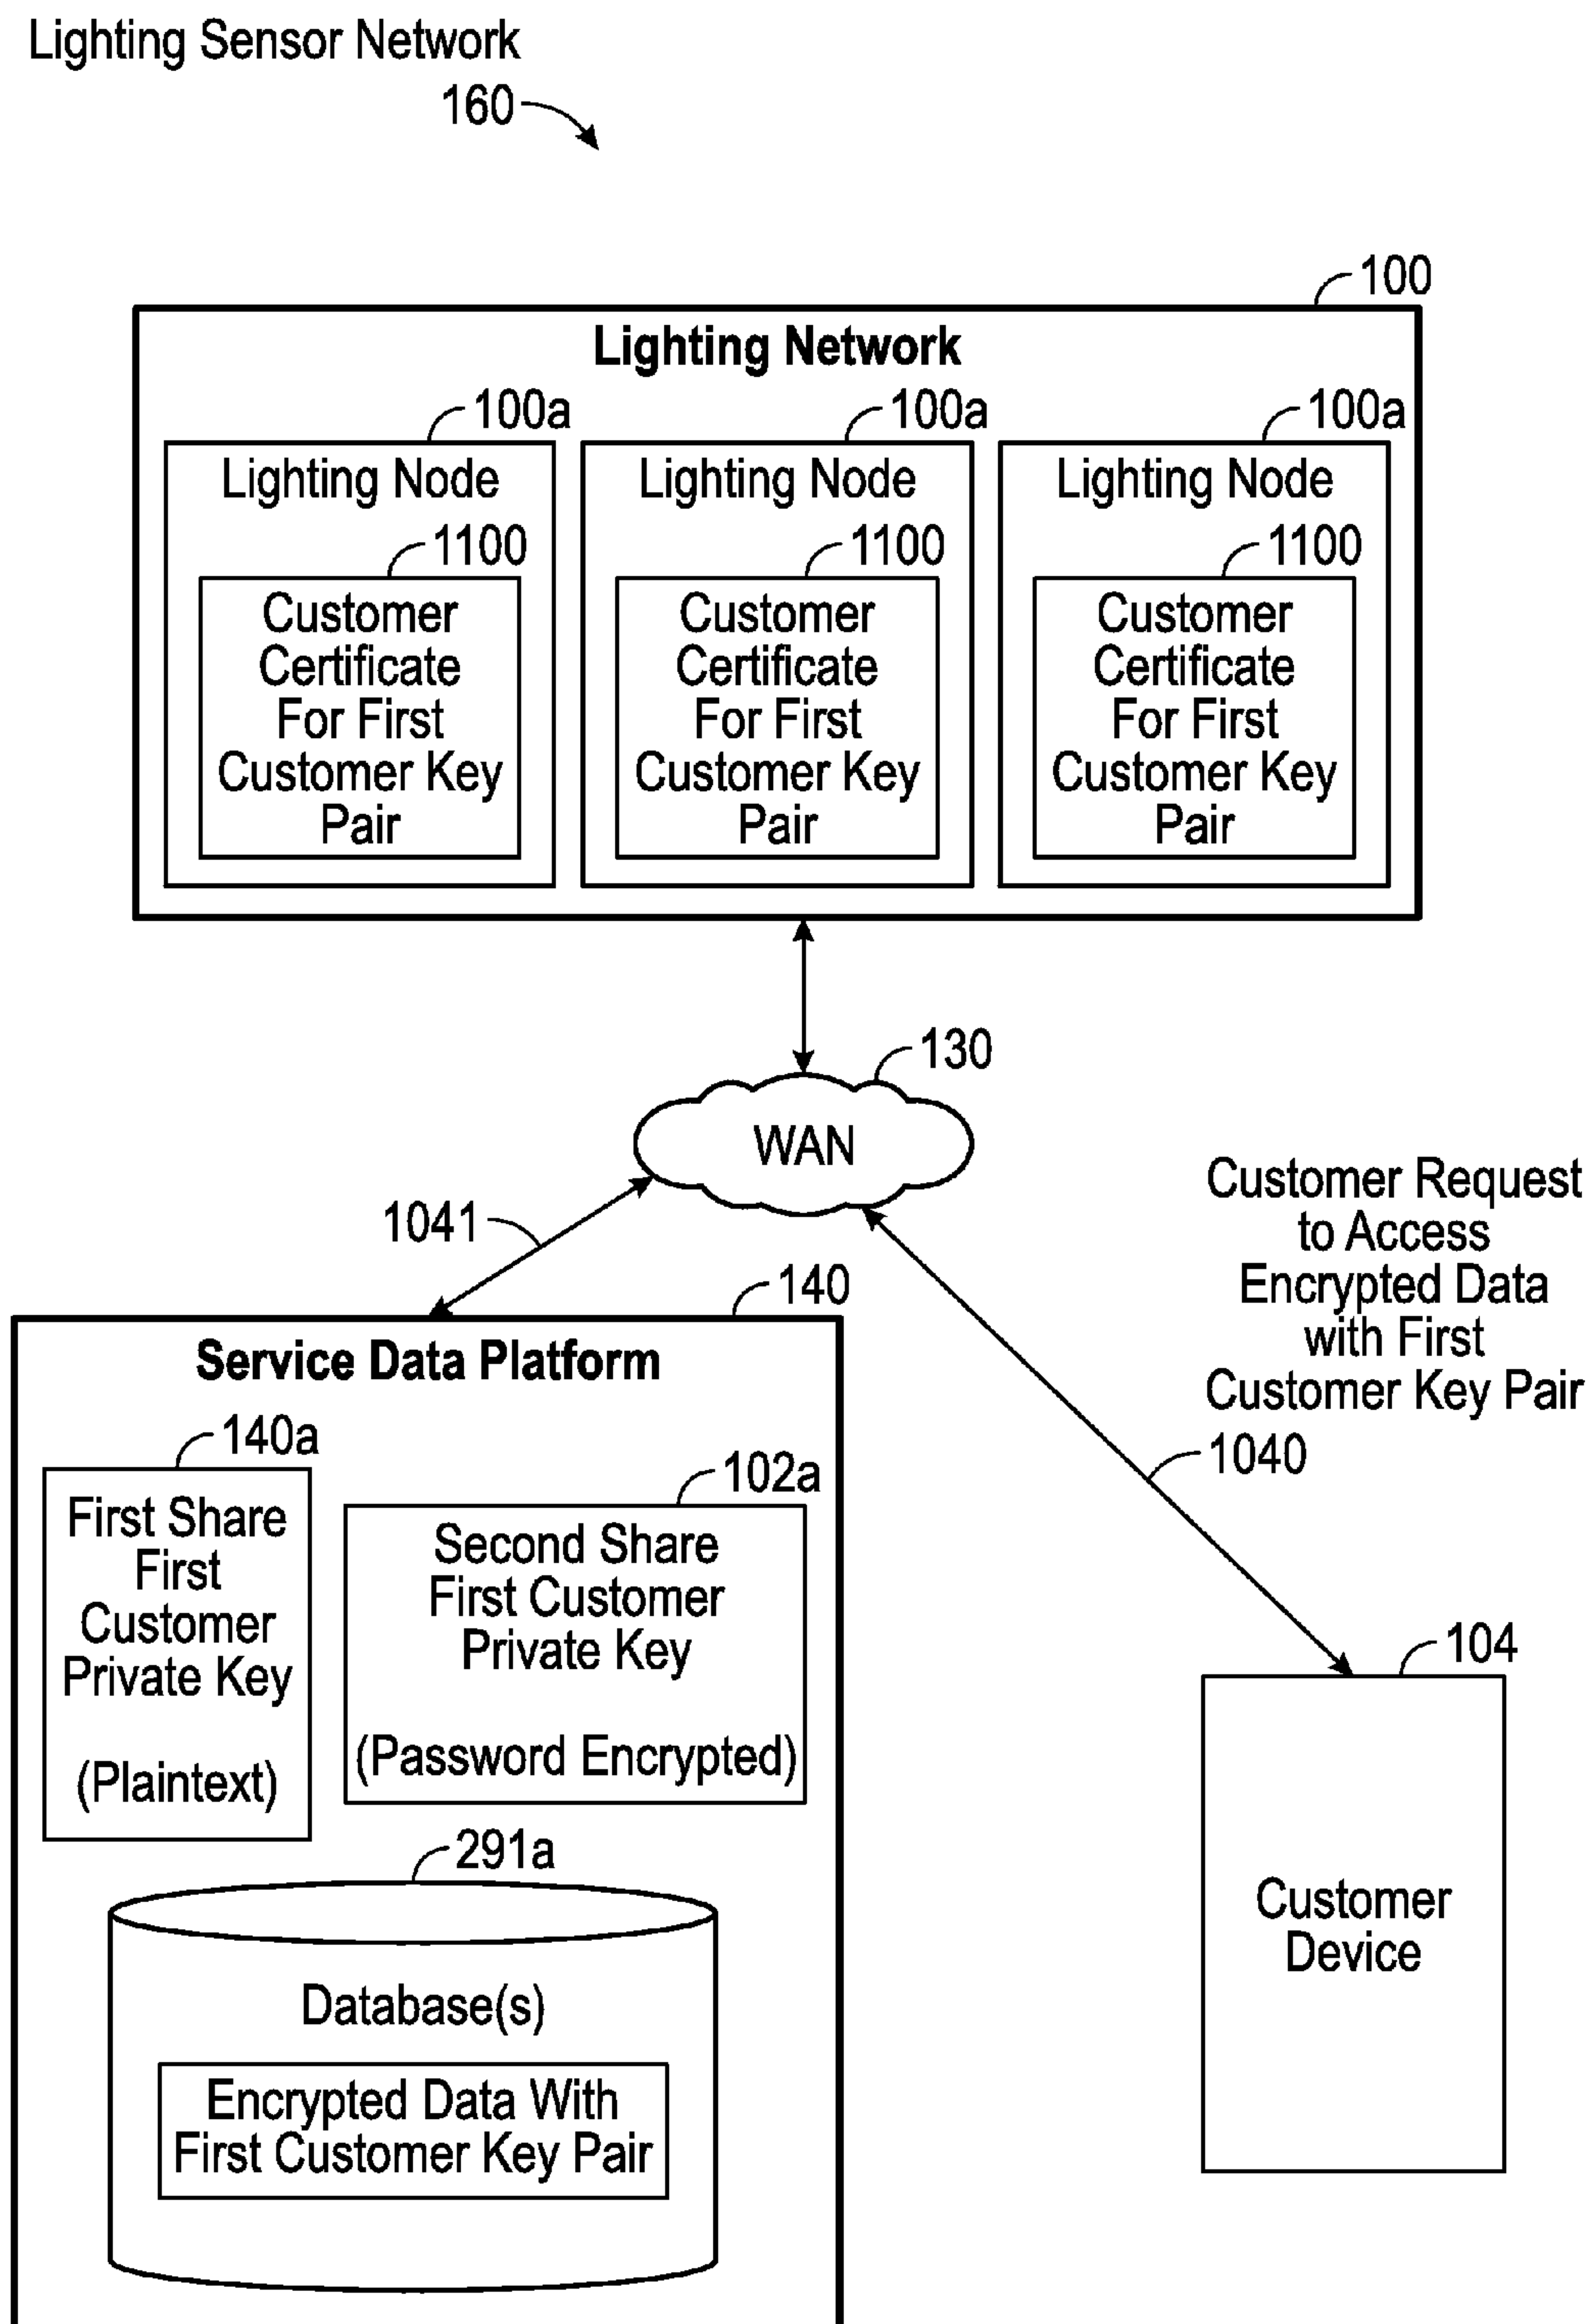 Lighting Sensor Network
160
100
Lighting Network
100a
100a
100a
Lighting Node
Lighting Node
Lighting Node
1100
1100
1100
Customer
Certificate
For First
Customer Key
Pair
Customer
Certificate
For First
Customer Key
Pair
Customer
Certificate
For First
Customer Key
Pair
130
WAN
1041
Customer Request
to Access
Encrypted Data
with First
Customer Key Pair
1040
140
Service Data Platform
140a
First Share
First
Customer
Private Key
(Plaintext)
102a
Second Share
First Customer
Private Key
(Password Encrypted)
104
Customer
Device
291a
Database(s)
Encrypted Data With
First Customer Key Pair